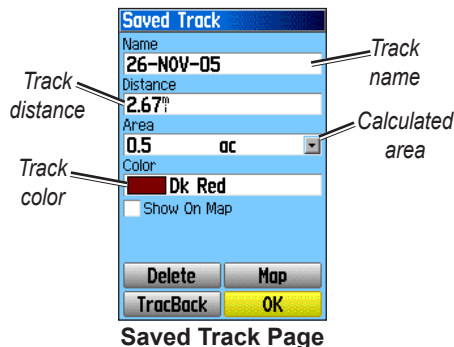 Saved Track
Name
26-NOV-05
Distance
2.67mi
Area
0.5 ac
Color
Dk Red
Show On Map
Delete Map
TracBack OK
Track
name
Track
distance
Calculated
area
Track
color
Saved Track Page